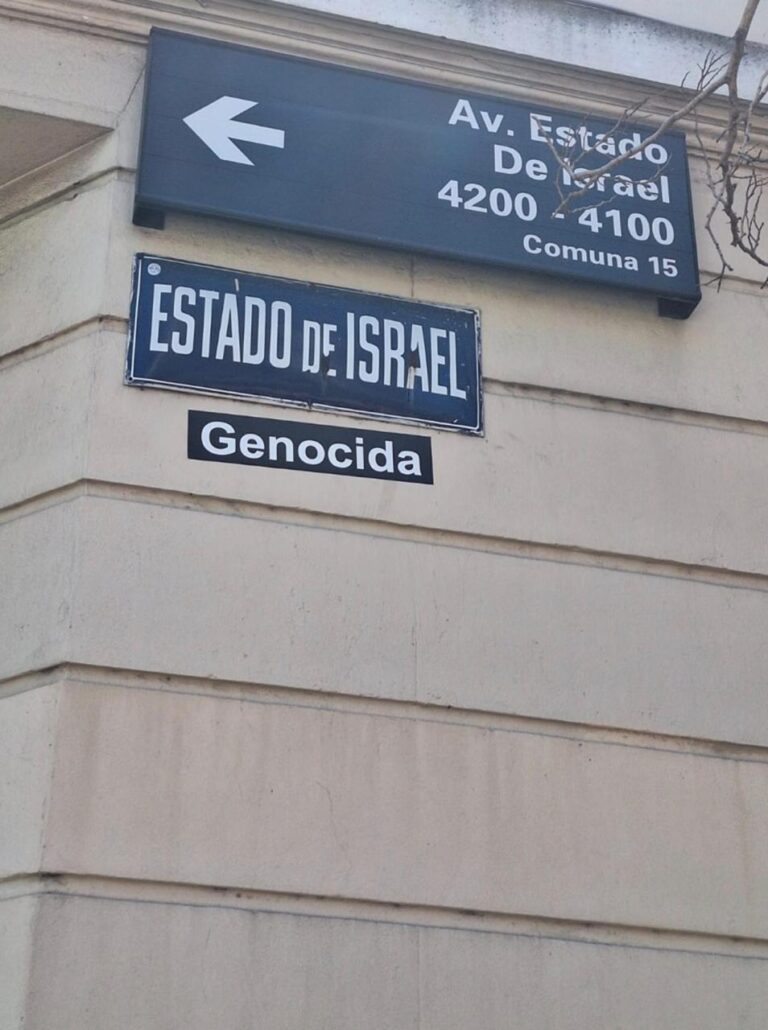 Av. Estado
De Israel
4200 - 4100
Comuna 15
ESTADO DE ISRAEL
Genocida